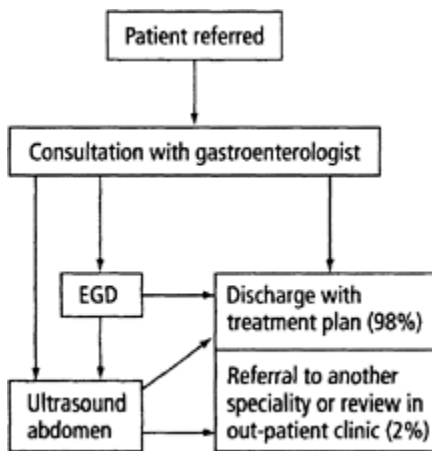 Patient referred
Consultation with gastroenterologist
EGD
Discharge with
treatment plan (98%)
Ultrasound
abdomen
Referral to another
speciality or review in
out-patient clinic (2%)